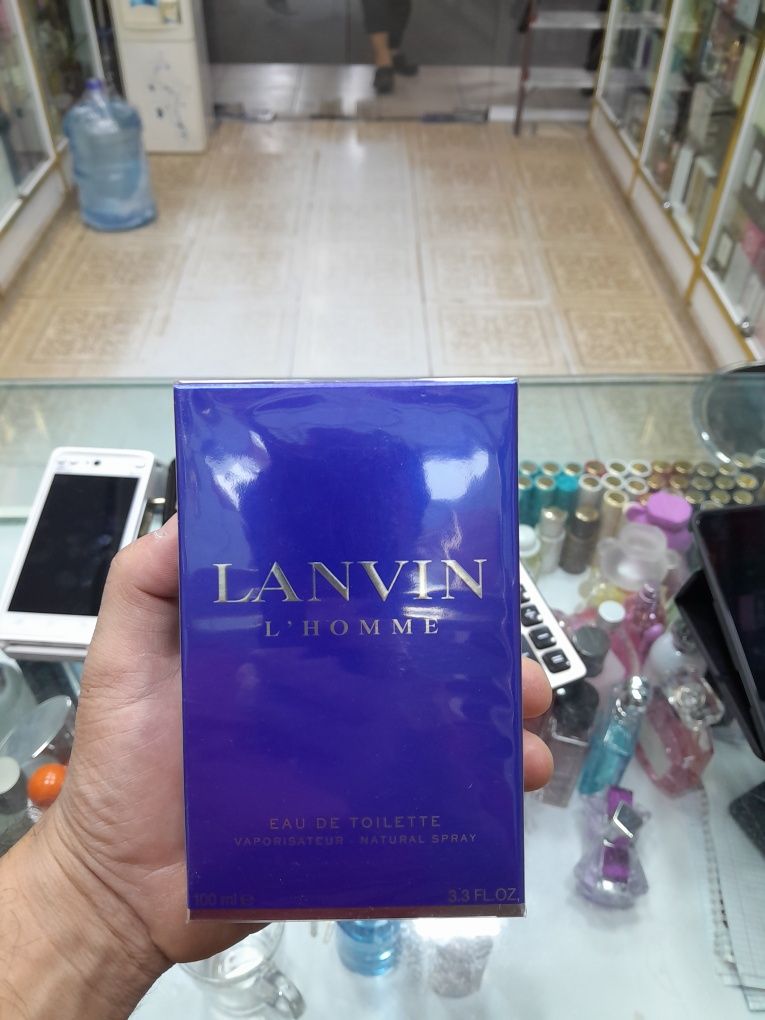 LANVIN
L'HOMME
EAU DE TOILETTE
VAPORISATEUR - NATURAL SPRAY
100 ml ℮ 3.3 FL.OZ.